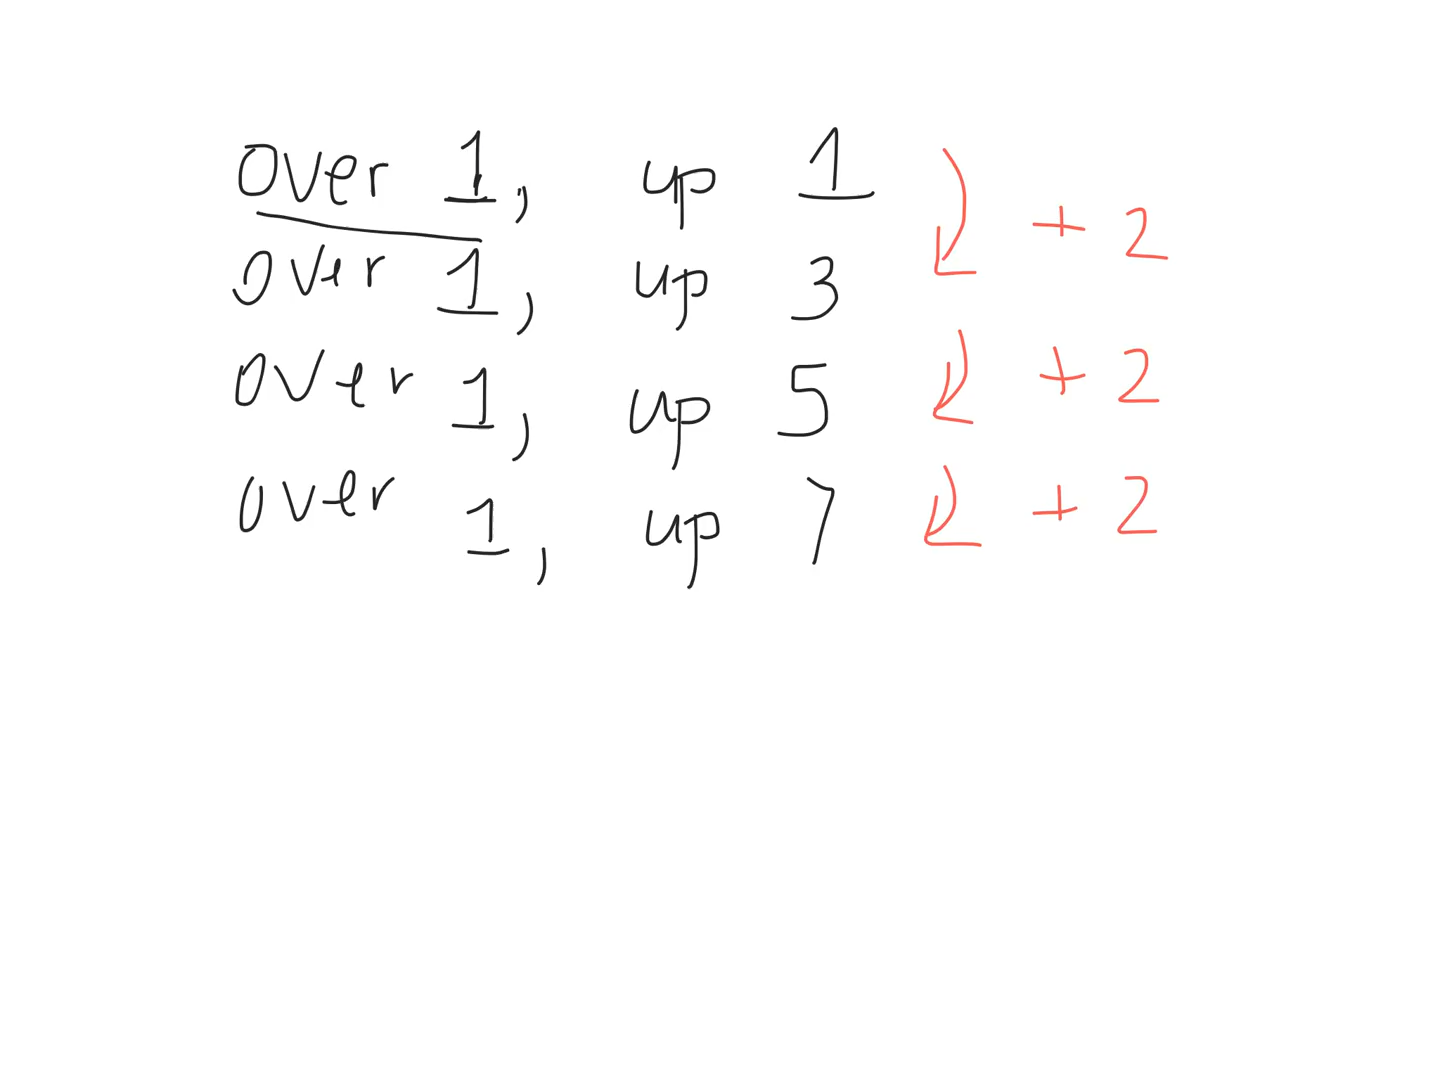 over 1, up 1
+ 2
over 1, up 3
+ 2
over 1, up 5
+ 2
over 1, up 7